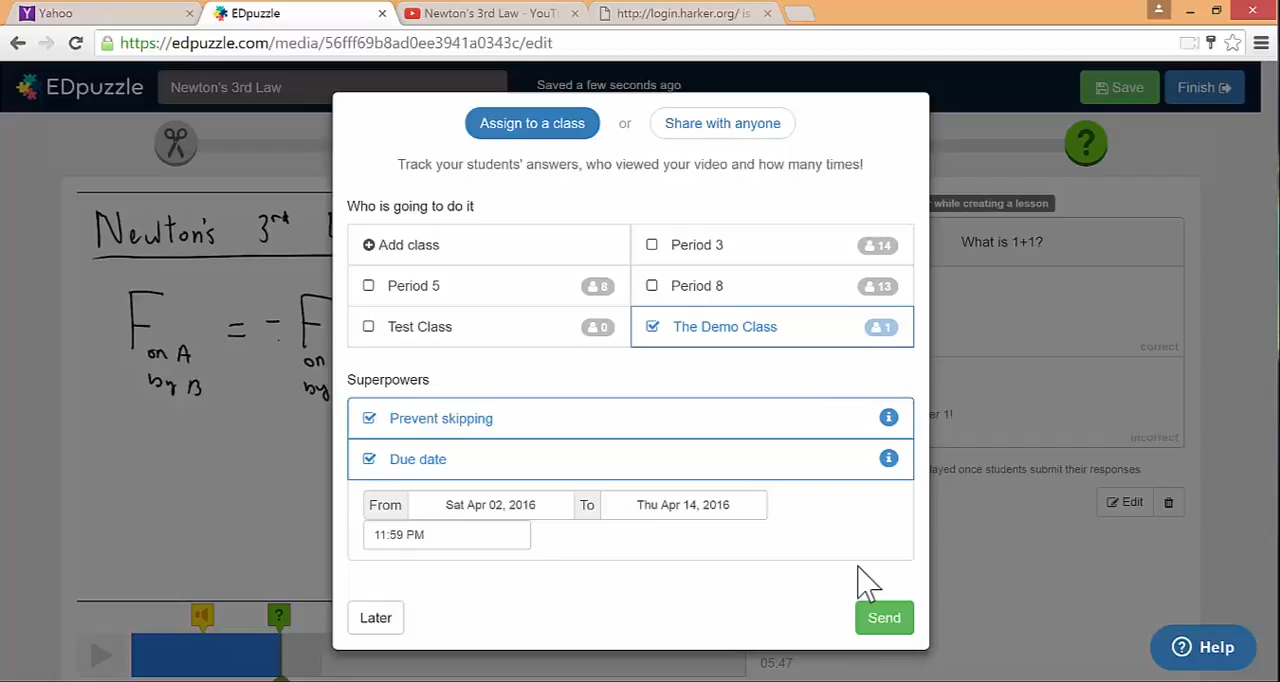 Yahoo
EDpuzzle
Newton's 3rd Law - YouT
http://login.harker.org/ is
https://edpuzzle.com/media/56fff69b8ad0ee3941a0343c/edit
EDpuzzle
Newton's 3rd Law
Saved a few seconds ago
Save
Finish
Assign to a class
or
Share with anyone
?
Track your students' answers, who viewed your video and how many times!
Who is going to do it
while creating a lesson
Newton's 3rd
Add class
Period 3
14
What is 1+1?
Period 5
8
Period 8
13
Test Class
0
The Demo Class
1
F = - F
on A
on
by B
by
correct
Superpowers
Prevent skipping
er 1!
incorrect
Due date
layed once students submit their responses
From
Sat Apr 02, 2016
To
Thu Apr 14, 2016
Edit
11:59 PM
Later
Send
?
05:47
Help